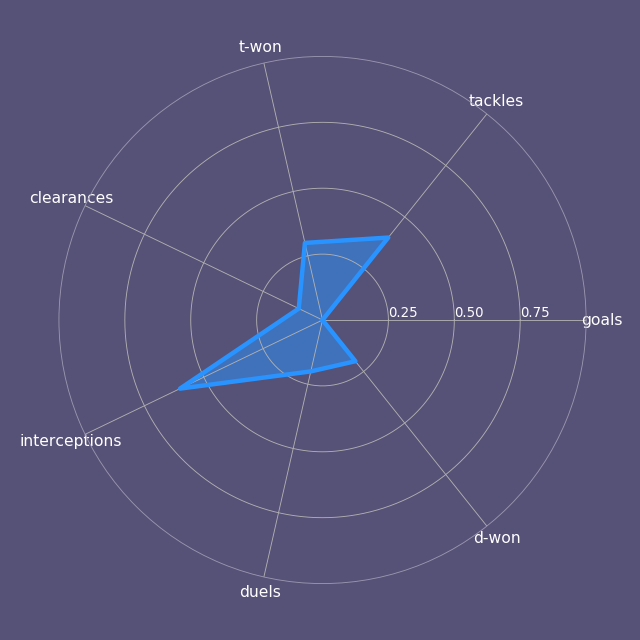 t-won
tackles
clearances
0.25
0.50
0.75
goals
interceptions
d-won
duels